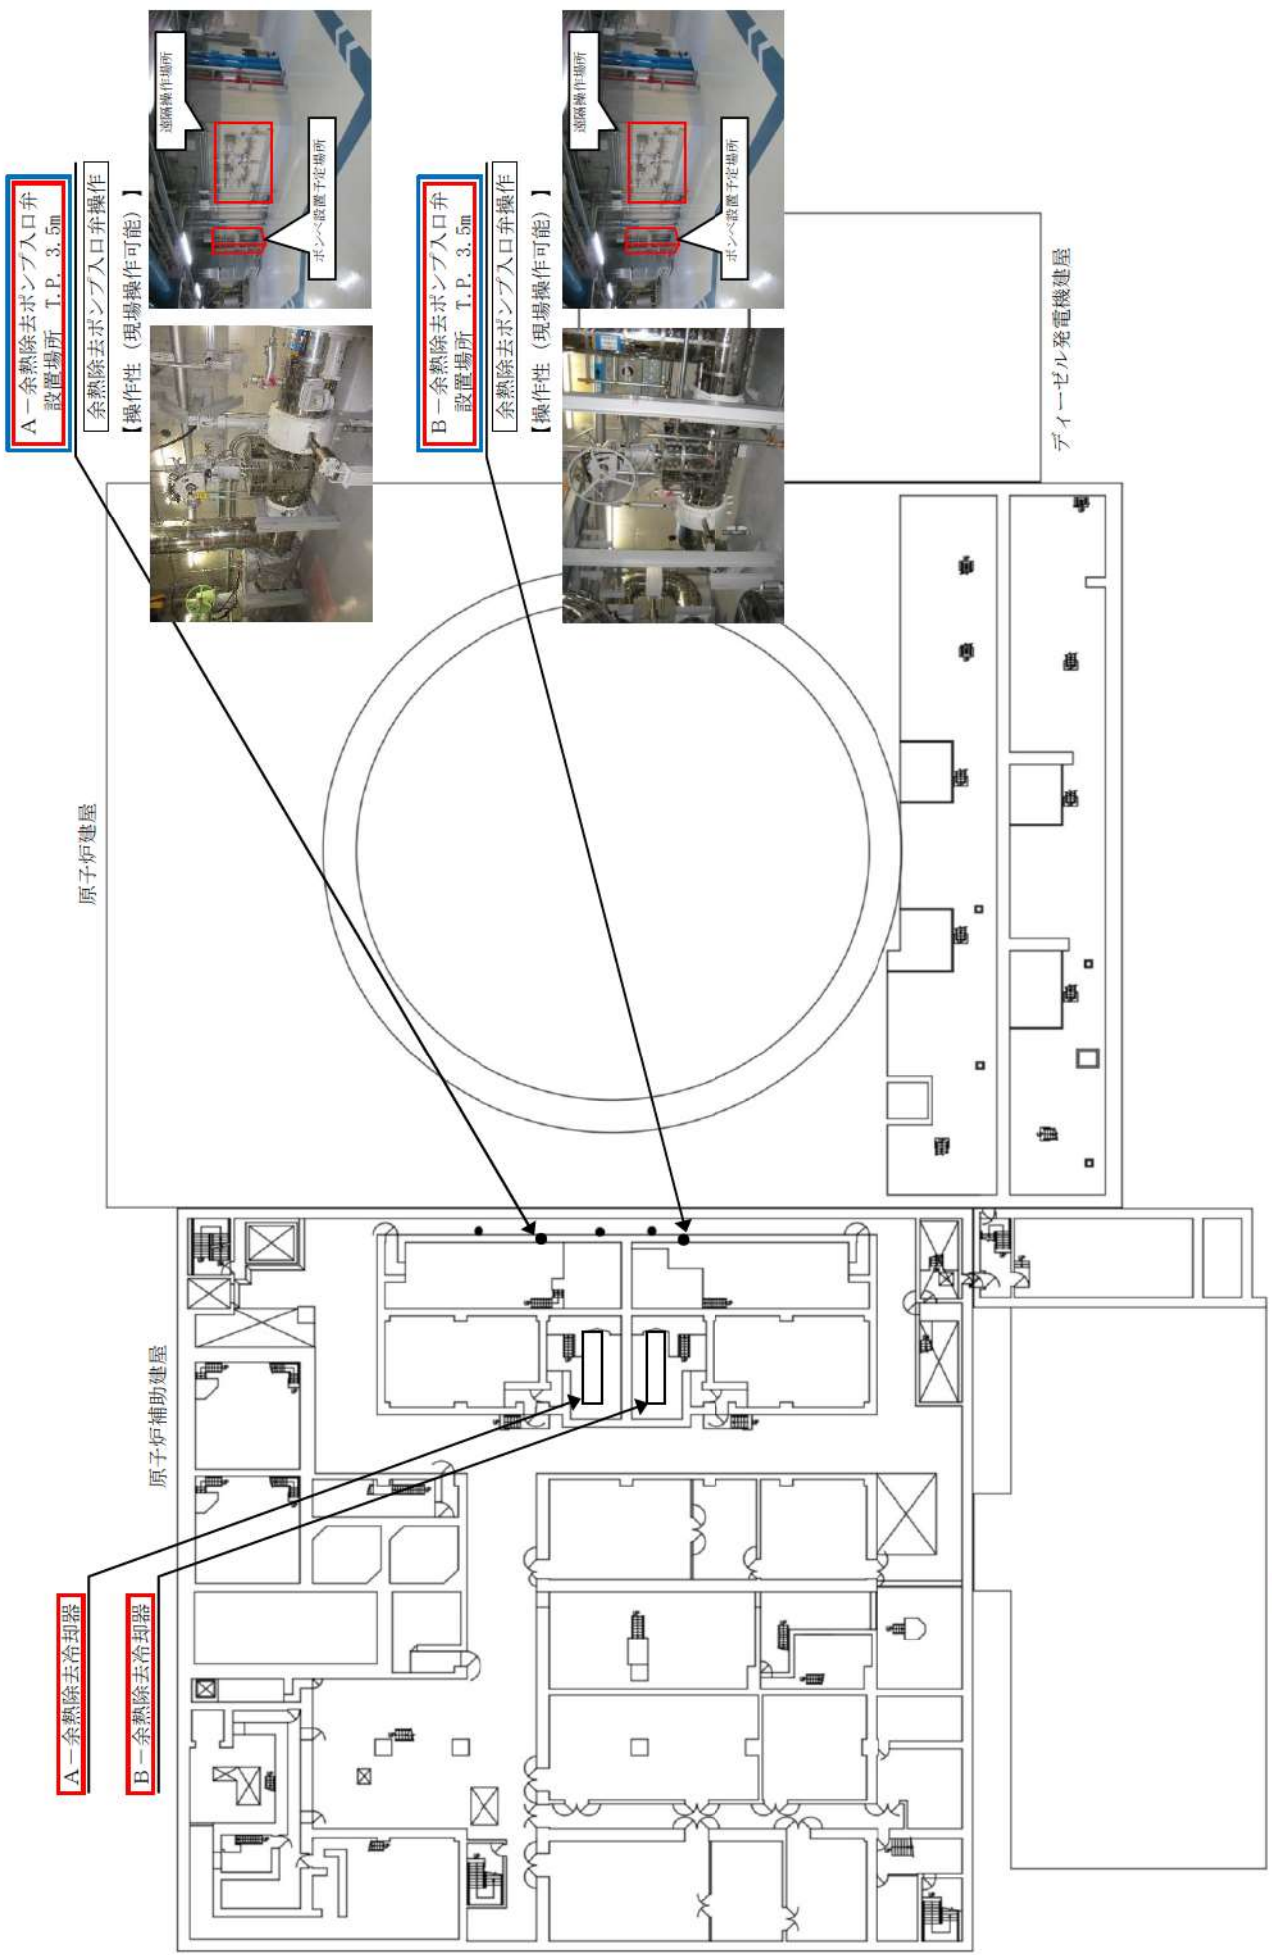 A－余熱除去ポンプ入口弁
設置場所　T.P. 3.5m
余熱除去ポンプ入口弁操作
【操作性（現場操作可能）】
遠隔操作場所
ボンベ設置予定場所
B－余熱除去ポンプ入口弁
設置場所　T.P. 3.5m
余熱除去ポンプ入口弁操作
【操作性（現場操作可能）】
遠隔操作場所
ボンベ設置予定場所
原子炉建屋
ディーゼル発電機建屋
原子炉補助建屋
A－余熱除去冷却器
B－余熱除去冷却器